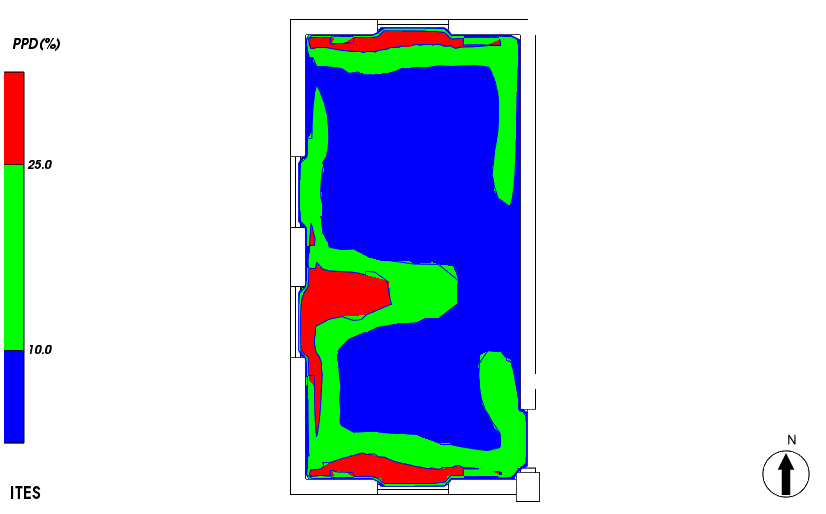 PPD(%)
25.0
10.0
N
ITES